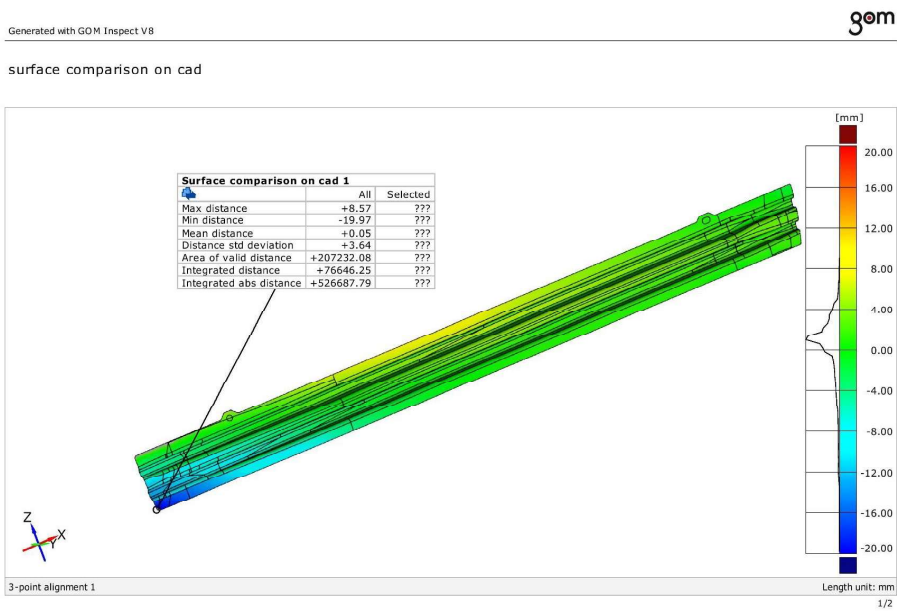 gom
Generated with GOM Inspect V8
surface comparison on cad
[mm]
20.00
16.00
12.00
8.00
4.00
0.00
-4.00
-8.00
-12.00
-16.00
-20.00
Surface comparison on cad 1
All Selected
Max distance +8.57 ???
Min distance -19.97 ???
Mean distance +0.05 ???
Distance std deviation +3.64 ???
Area of valid distance +207232.08 ???
Integrated distance +76646.25 ???
Integrated abs distance +526687.79 ???
Z
X
Y
3-point alignment 1
Length unit: mm
1/2